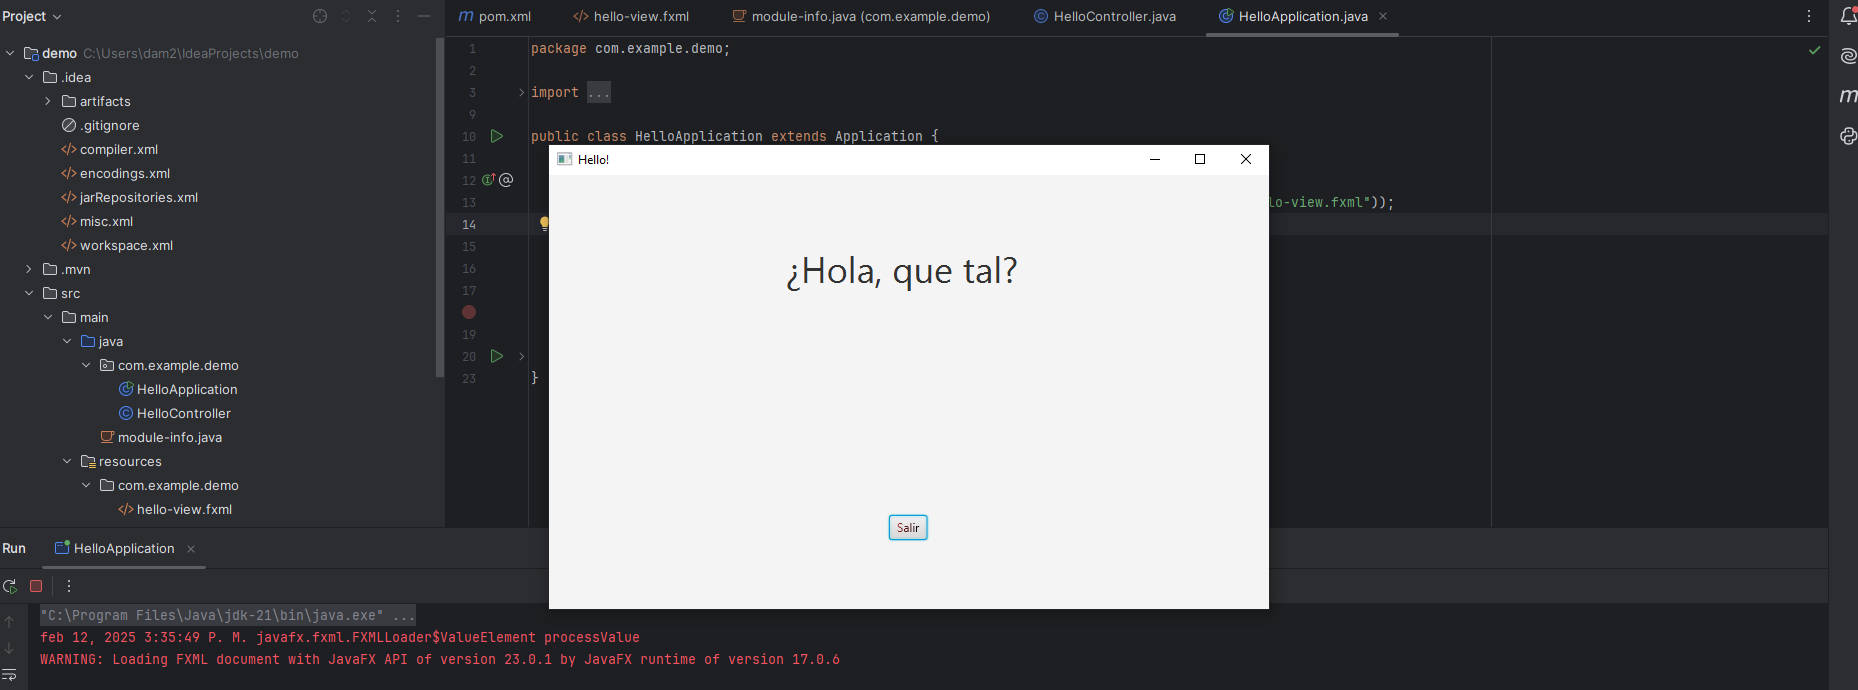 Project
pom.xml
hello-view.fxml
module-info.java (com.example.demo)
HelloController.java
HelloApplication.java
demo C:\Users\dam2\IdeaProjects\demo
.idea
artifacts
.gitignore
compiler.xml
encodings.xml
jarRepositories.xml
misc.xml
workspace.xml
.mvn
src
main
java
com.example.demo
HelloApplication
HelloController
module-info.java
resources
com.example.demo
hello-view.fxml
1 package com.example.demo;
2
3 import ...
9
10 public class HelloApplication extends Application {
11
12
13 lo-view.fxml"));
14
15
16
17
19
20
23 }
Hello!
¿Hola, que tal?
Salir
Run
HelloApplication
"C:\Program Files\Java\jdk-21\bin\java.exe" ...
feb 12, 2025 3:35:49 P. M. javafx.fxml.FXMLLoader$ValueElement processValue
WARNING: Loading FXML document with JavaFX API of version 23.0.1 by JavaFX runtime of version 17.0.6